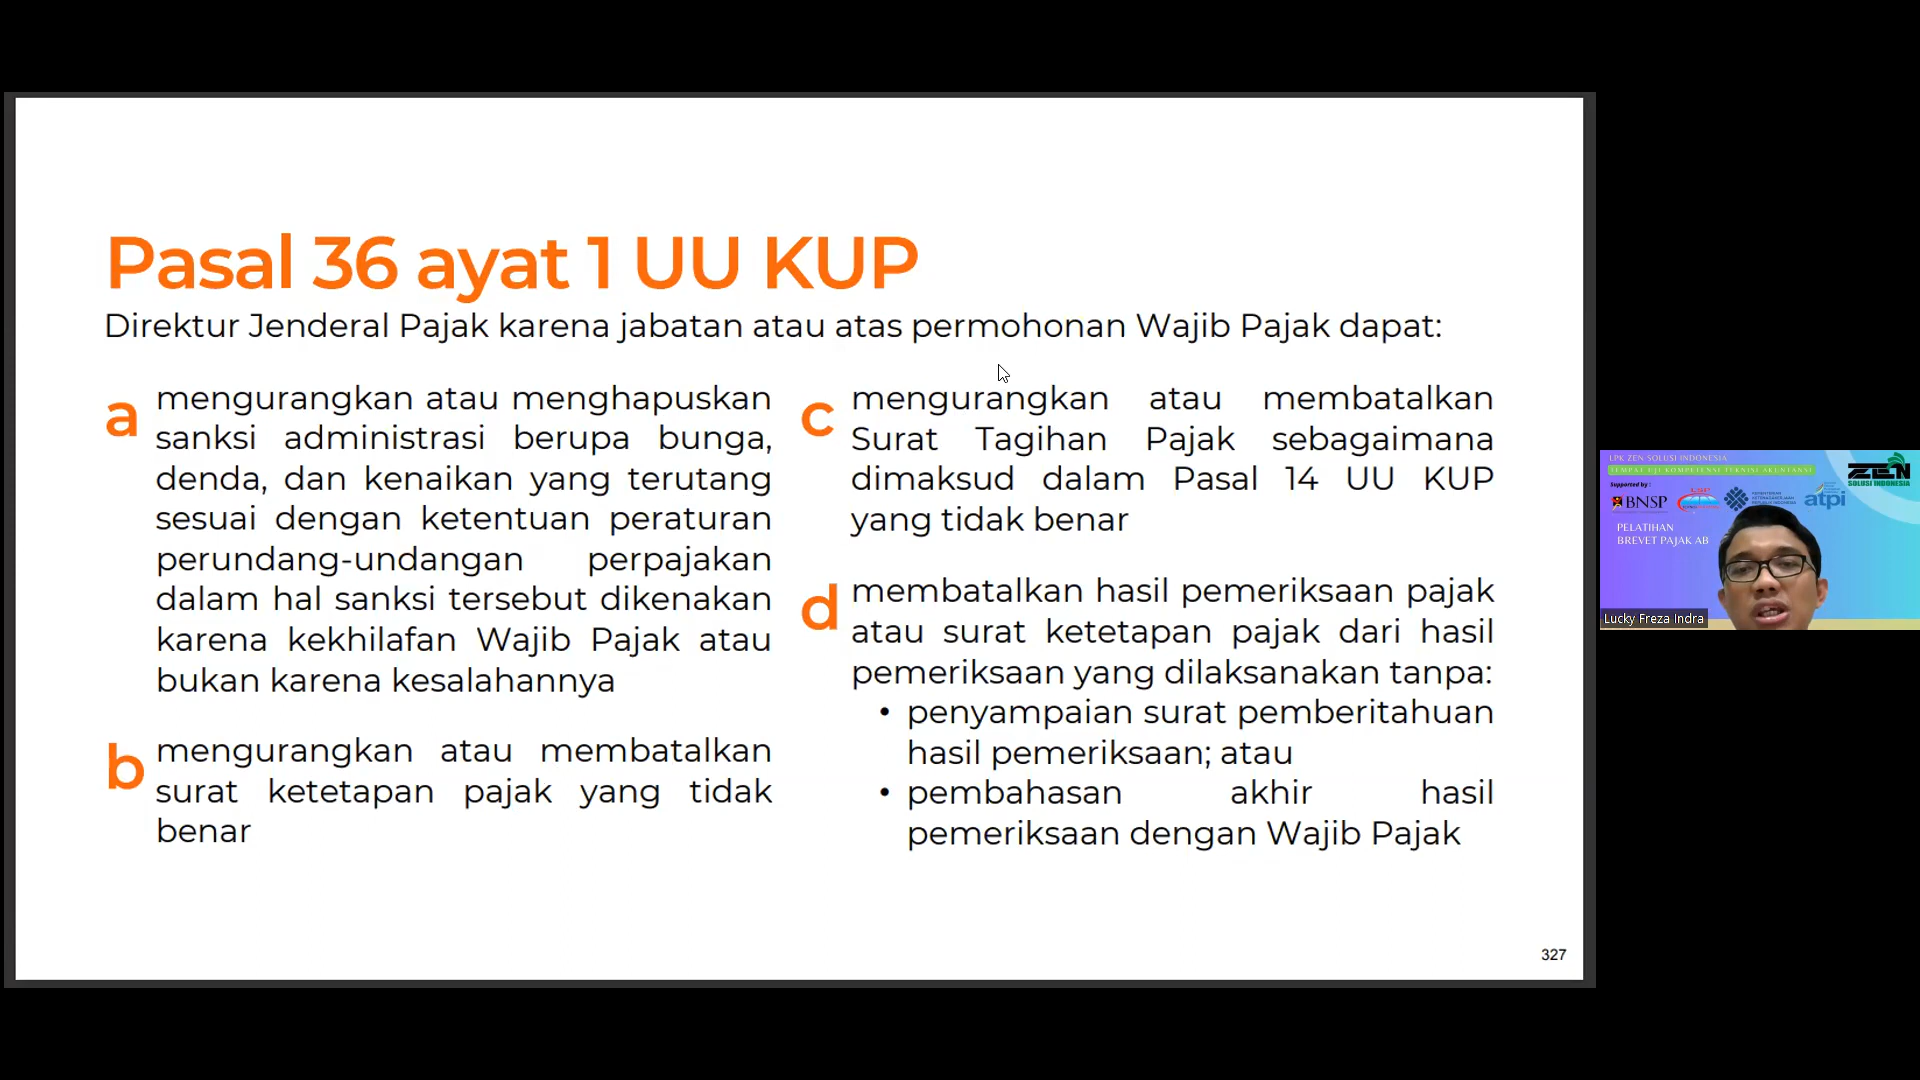 Pasal 36 ayat 1 UU KUP
Direktur Jenderal Pajak karena jabatan atau atas permohonan Wajib Pajak dapat:
a
mengurangkan atau menghapuskan
sanksi administrasi berupa bunga,
denda, dan kenaikan yang terutang
sesuai dengan ketentuan peraturan
perundang-undangan perpajakan
dalam hal sanksi tersebut dikenakan
karena kekhilafan Wajib Pajak atau
bukan karena kesalahannya
b
mengurangkan atau membatalkan
surat ketetapan pajak yang tidak
benar
c
mengurangkan atau membatalkan
Surat Tagihan Pajak sebagaimana
dimaksud dalam Pasal 14 UU KUP
yang tidak benar
d
membatalkan hasil pemeriksaan pajak
atau surat ketetapan pajak dari hasil
pemeriksaan yang dilaksanakan tanpa:
• penyampaian surat pemberitahuan
hasil pemeriksaan; atau
• pembahasan akhir hasil
pemeriksaan dengan Wajib Pajak
327
LPK ZEN SOLUSI INDONESIA
TEMPAT UJI KOMPETENSI TEKNISI AKUNTANSI
Supported by :
BNSP
atpi
ZEN
SOLUSI INDONESIA
PELATIHAN
BREVET PAJAK AB
Lucky Freza Indra